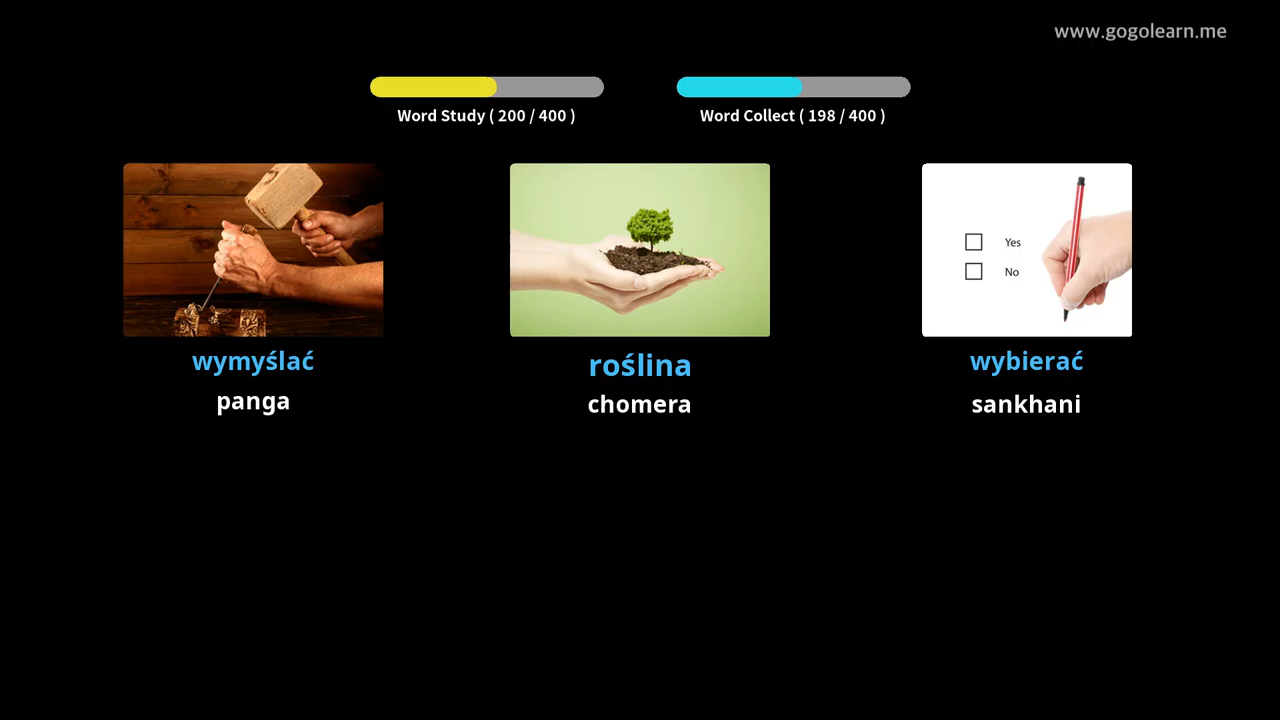 www.gogolearn.me
Word Study ( 200 / 400 )
Word Collect ( 198 / 400 )
Yes
No
wymyślać
roślina
wybierać
panga
chomera
sankhani